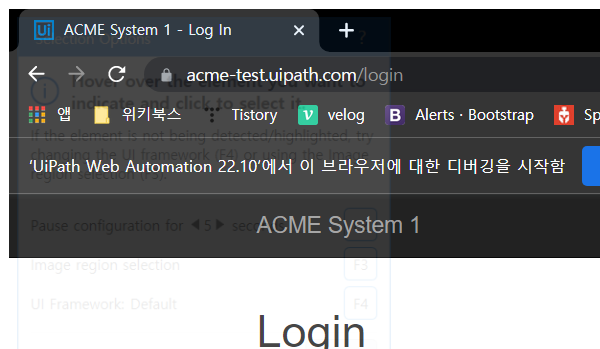 ACME System 1 - Log In
Selection Options
?
acme-test.uipath.com/login
Hover over the element you want to
indicate and click to select it
앱 위키북스 Tistory velog Alerts · Bootstrap Sp
If the element is not being detected/highlighted, try
changing the UI framework (F4) or using the Image
region selection (F3).
'UiPath Web Automation 22.10'에서 이 브라우저에 대한 디버깅을 시작함
Pause configuration for 5
ACME System 1
Image region selection F3
UI Framework: Default F4
Login